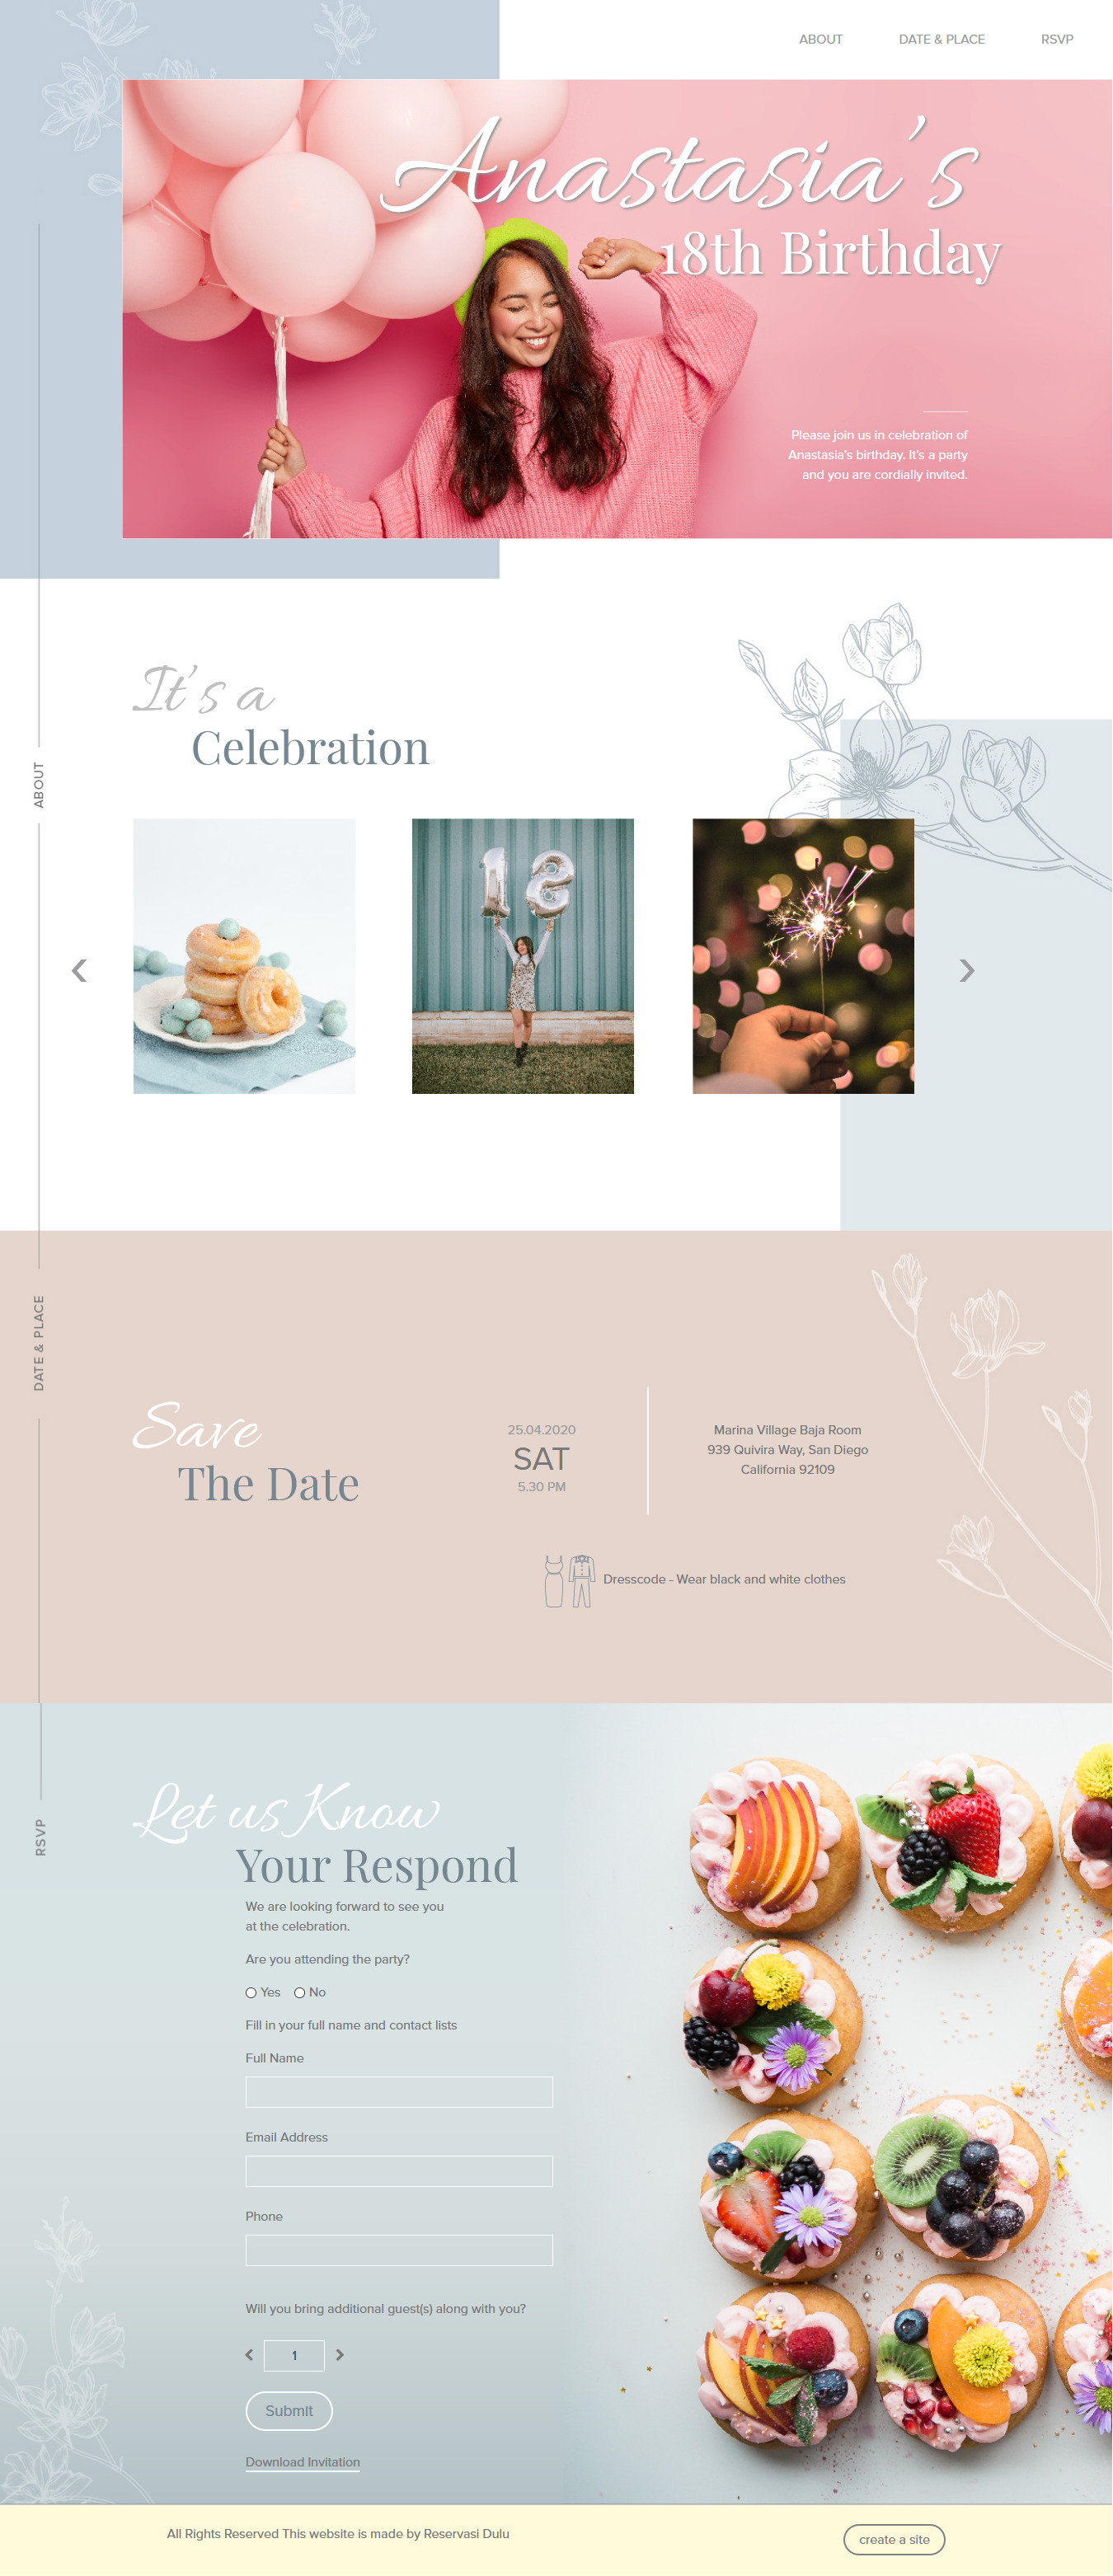 ABOUT DATE & PLACE RSVP
Anastasia's
18th Birthday
Please join us in celebration of
Anastasia's birthday. It's a party
and you are cordially invited.
It's a
Celebration
ABOUT
18
DATE & PLACE
Save
The Date
25.04.2020
SAT
5.30 PM
Marina Village Baja Room
939 Quivira Way, San Diego
California 92109
Dresscode - Wear black and white clothes
RSVP
Let us Know
Your Respond
We are looking forward to see you
at the celebration.
Are you attending the party?
Yes No
Fill in your full name and contact lists
Full Name
Email Address
Phone
Will you bring additional guest(s) along with you?
1
Submit
Download Invitation
All Rights Reserved This website is made by Reservasi Dulu
create a site